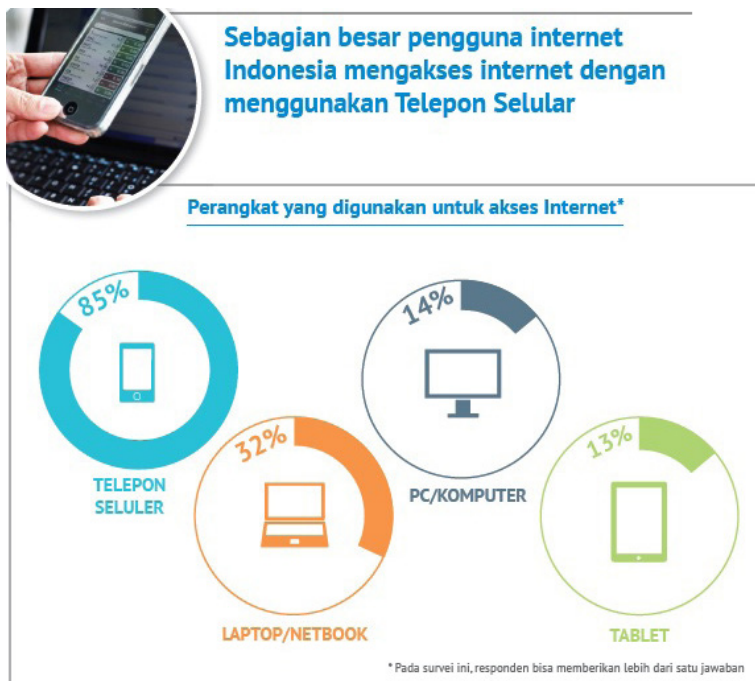 Sebagian besar pengguna internet
Indonesia mengakses internet dengan
menggunakan Telepon Selular
Perangkat yang digunakan untuk akses Internet*
85%
TELEPON
SELULER
32%
LAPTOP/NETBOOK
14%
PC/KOMPUTER
13%
TABLET
* Pada survei ini, responden bisa memberikan lebih dari satu jawaban